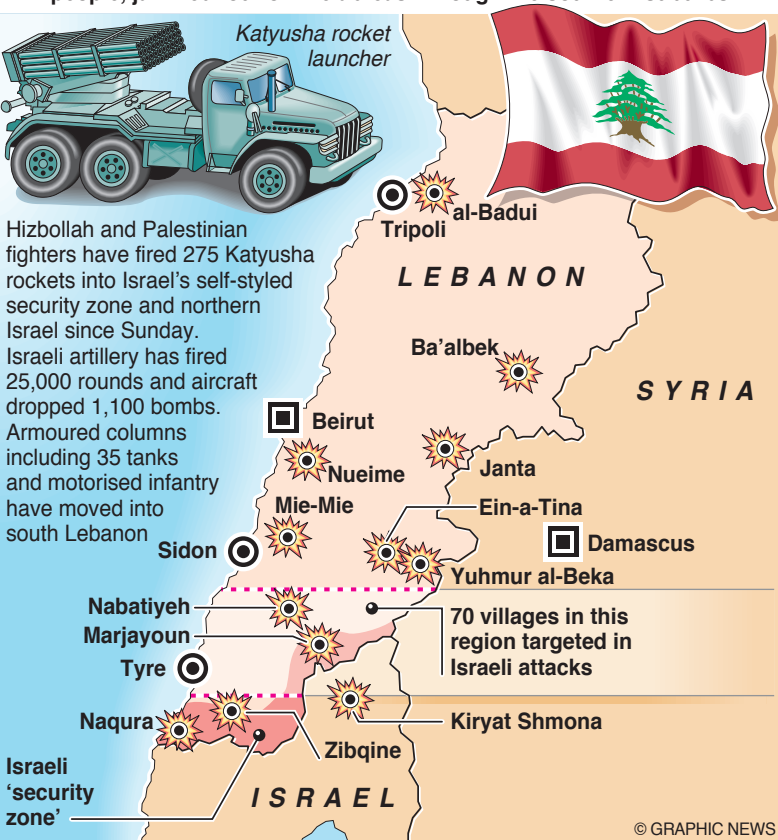 Katyusha rocket
launcher
al-Badui
Tripoli
Hizbollah and Palestinian
fighters have fired 275 Katyusha
rockets into Israel’s self-styled
security zone and northern
Israel since Sunday.
Israeli artillery has fired
25,000 rounds and aircraft
dropped 1,100 bombs.
Armoured columns
including 35 tanks
and motorised infantry
have moved into
south Lebanon
LEBANON
Ba’albek
SYRIA
Beirut
Nueime
Janta
Mie-Mie
Ein-a-Tina
Sidon
Damascus
Yuhmur al-Beka
Nabatiyeh
70 villages in this
region targeted in
Israeli attacks
Marjayoun
Tyre
Naqura
Kiryat Shmona
Zibqine
Israeli
‘security
zone’
ISRAEL
© GRAPHIC NEWS